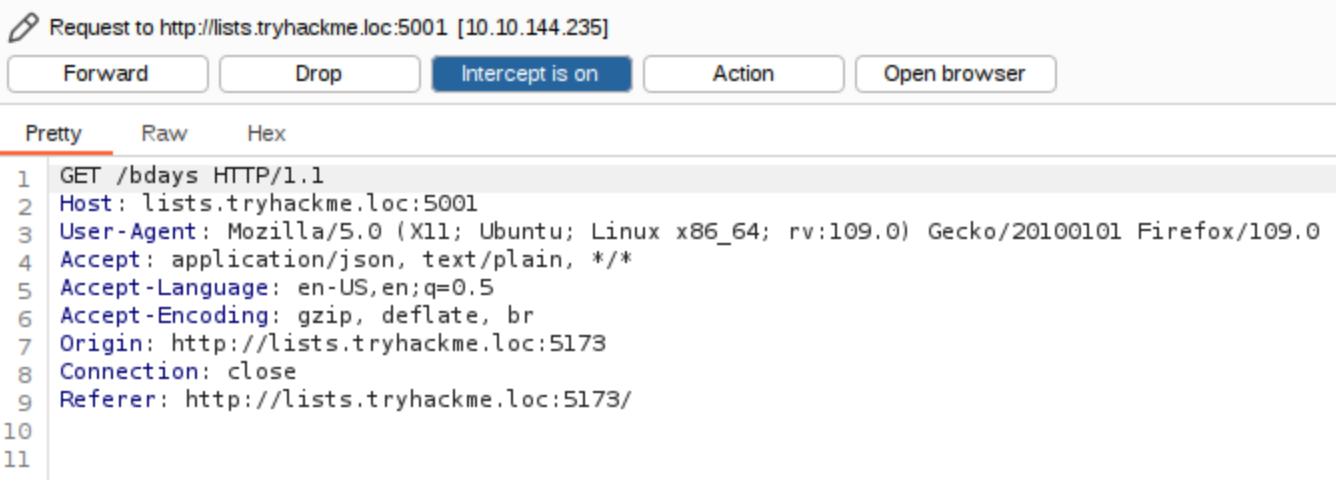 Request to http://lists.tryhackme.loc:5001 [10.10.144.235]
Forward Drop Intercept is on Action Open browser
Pretty Raw Hex
1 GET /bdays HTTP/1.1
2 Host: lists.tryhackme.loc:5001
3 User-Agent: Mozilla/5.0 (X11; Ubuntu; Linux x86_64; rv:109.0) Gecko/20100101 Firefox/109.0
4 Accept: application/json, text/plain, */*
5 Accept-Language: en-US,en;q=0.5
6 Accept-Encoding: gzip, deflate, br
7 Origin: http://lists.tryhackme.loc:5173
8 Connection: close
9 Referer: http://lists.tryhackme.loc:5173/
10
11